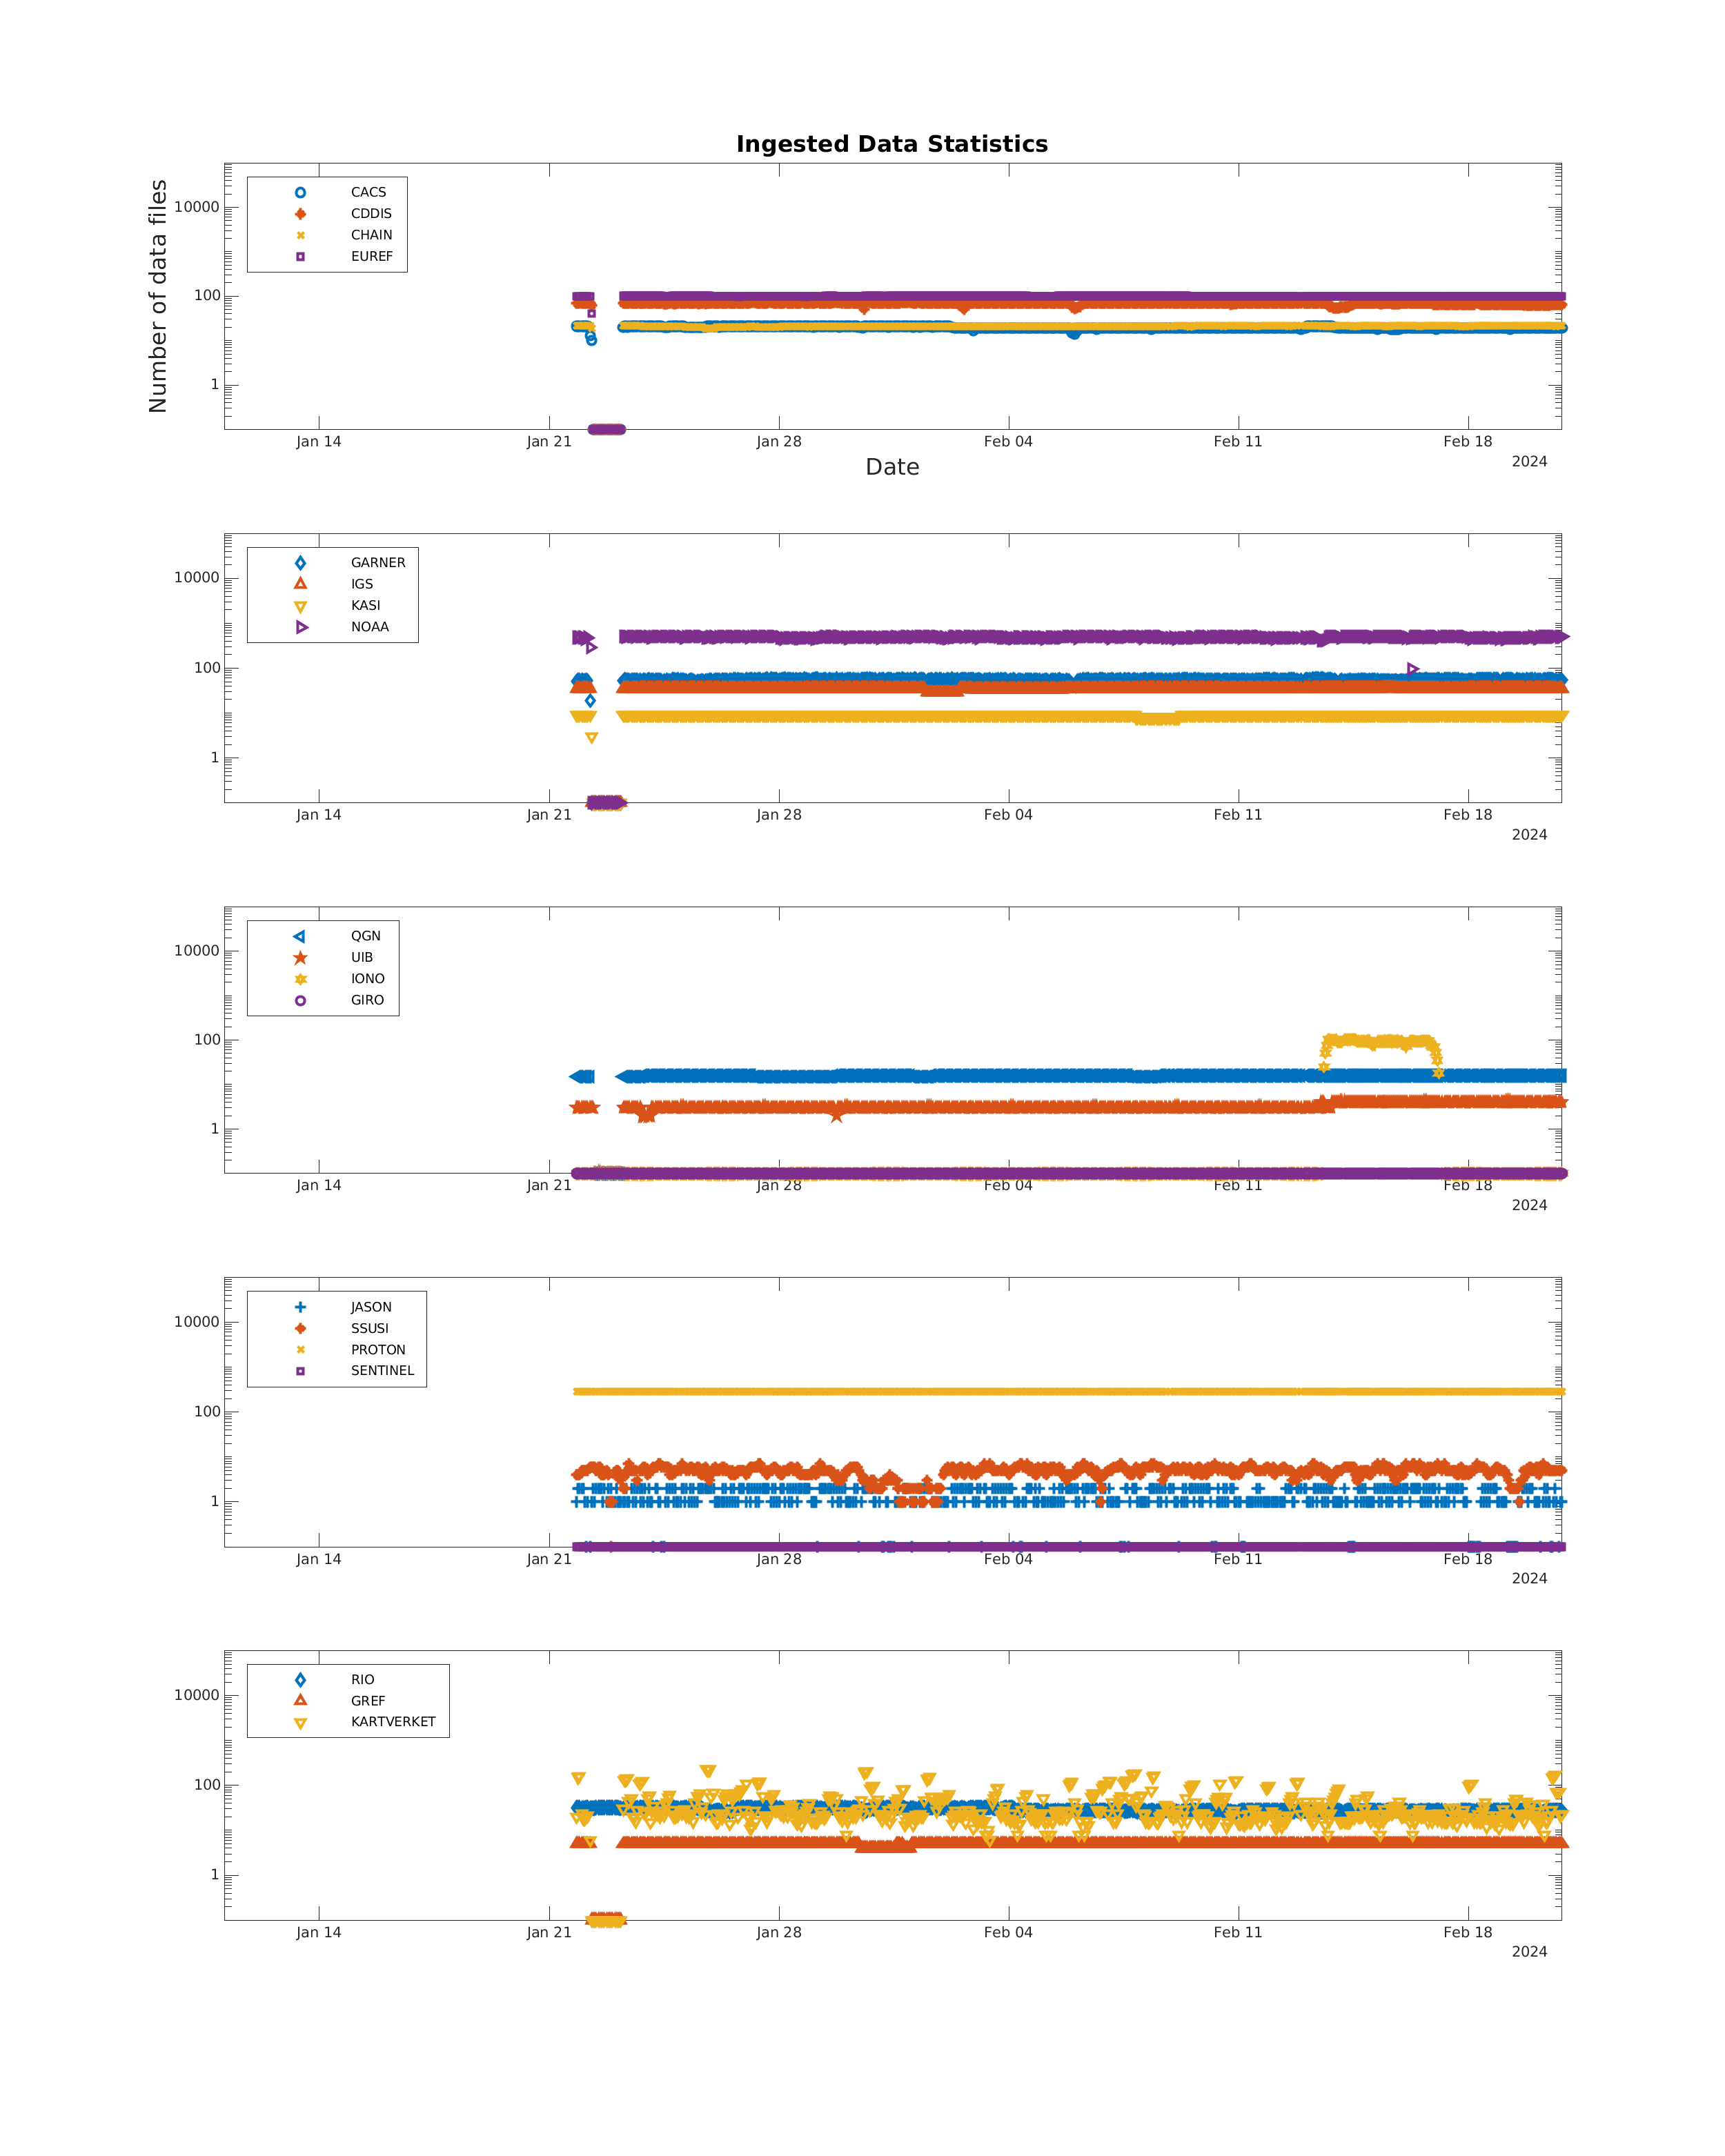 Ingested Data Statistics
Number of data files
10000
100
1
CACS
CDDIS
CHAIN
EUREF
Jan 14
Jan 21
Jan 28
Feb 04
Feb 11
Feb 18
2024
Date
10000
100
1
GARNER
IGS
KASI
NOAA
Jan 14
Jan 21
Jan 28
Feb 04
Feb 11
Feb 18
2024
10000
100
1
QGN
UIB
IONO
GIRO
Jan 14
Jan 21
Jan 28
Feb 04
Feb 11
Feb 18
2024
10000
100
1
JASON
SSUSI
PROTON
SENTINEL
Jan 14
Jan 21
Jan 28
Feb 04
Feb 11
Feb 18
2024
10000
100
1
RIO
GREF
KARTVERKET
Jan 14
Jan 21
Jan 28
Feb 04
Feb 11
Feb 18
2024